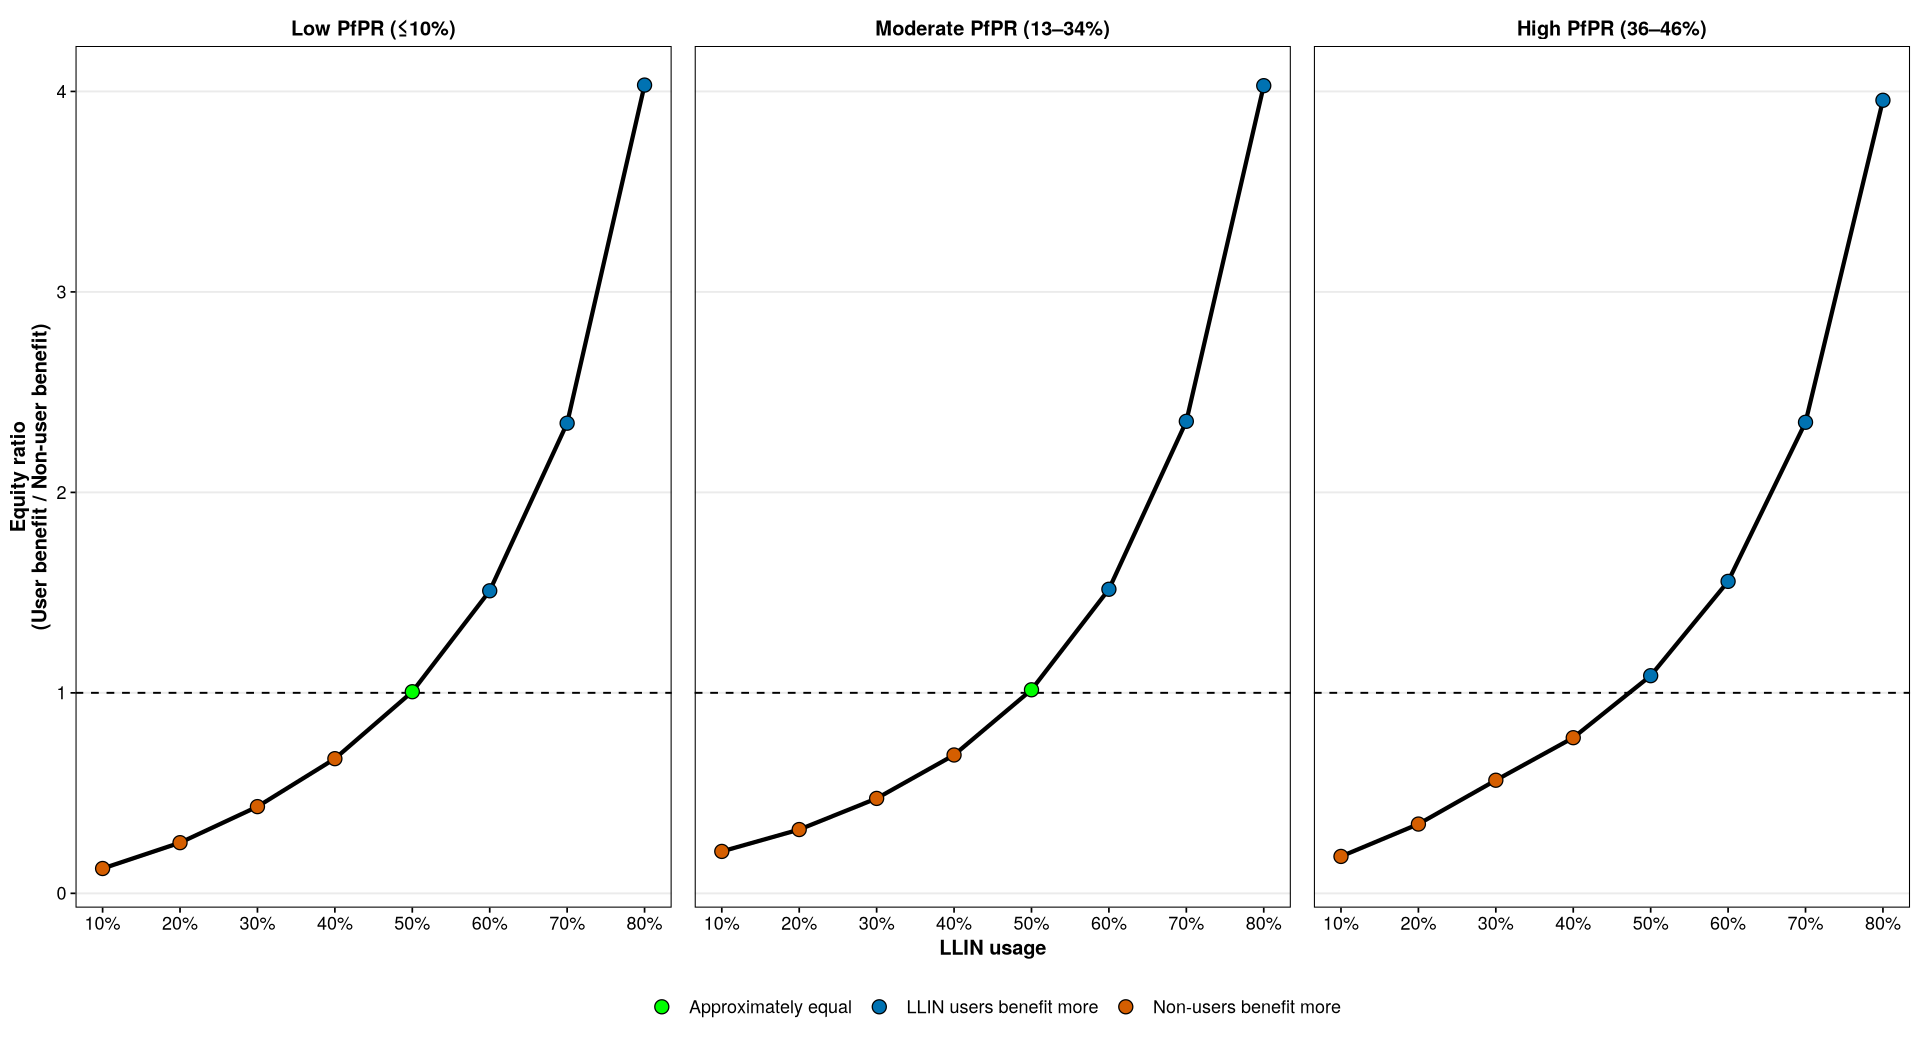 Low PfPR (≤10%)
Moderate PfPR (13–34%)
High PfPR (36–46%)
Equity ratio
(User benefit / Non-user benefit)
4
3
2
1
0
10% 20% 30% 40% 50% 60% 70% 80%
10% 20% 30% 40% 50% 60% 70% 80%
10% 20% 30% 40% 50% 60% 70% 80%
LLIN usage
Approximately equal
LLIN users benefit more
Non-users benefit more